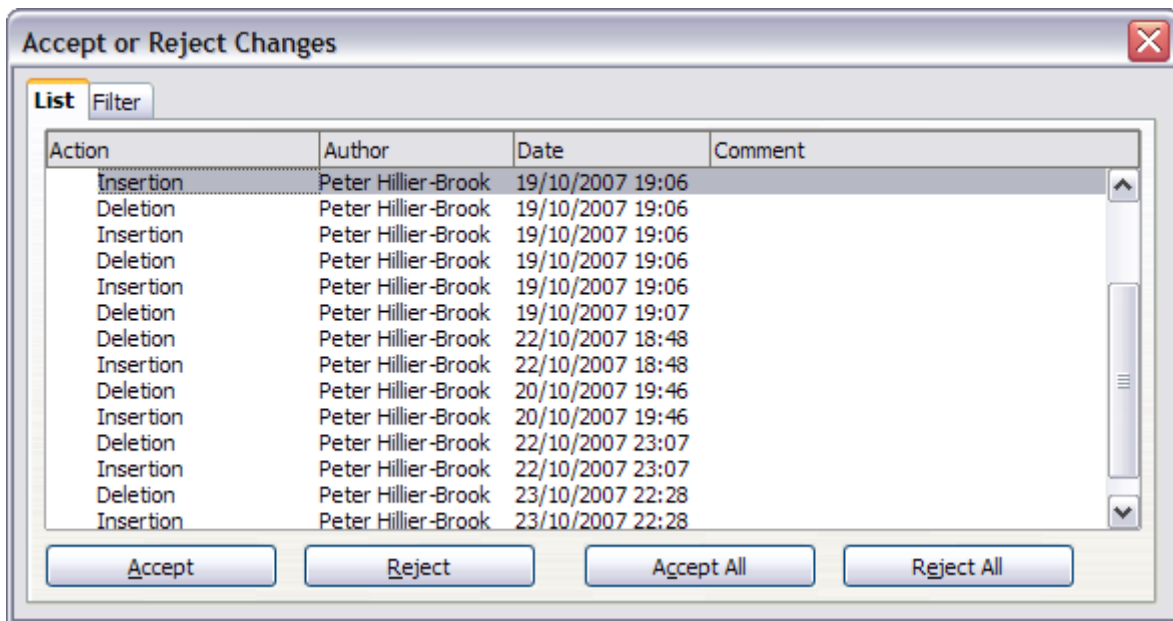 Accept or Reject Changes
List Filter
Action Author Date Comment
Insertion Peter Hillier-Brook 19/10/2007 19:06
Deletion Peter Hillier-Brook 19/10/2007 19:06
Insertion Peter Hillier-Brook 19/10/2007 19:06
Deletion Peter Hillier-Brook 19/10/2007 19:06
Insertion Peter Hillier-Brook 19/10/2007 19:06
Deletion Peter Hillier-Brook 19/10/2007 19:07
Deletion Peter Hillier-Brook 22/10/2007 18:48
Insertion Peter Hillier-Brook 22/10/2007 18:48
Deletion Peter Hillier-Brook 20/10/2007 19:46
Insertion Peter Hillier-Brook 20/10/2007 19:46
Deletion Peter Hillier-Brook 22/10/2007 23:07
Insertion Peter Hillier-Brook 22/10/2007 23:07
Deletion Peter Hillier-Brook 23/10/2007 22:28
Insertion Peter Hillier-Brook 23/10/2007 22:28
Accept Reject Accept All Reject All